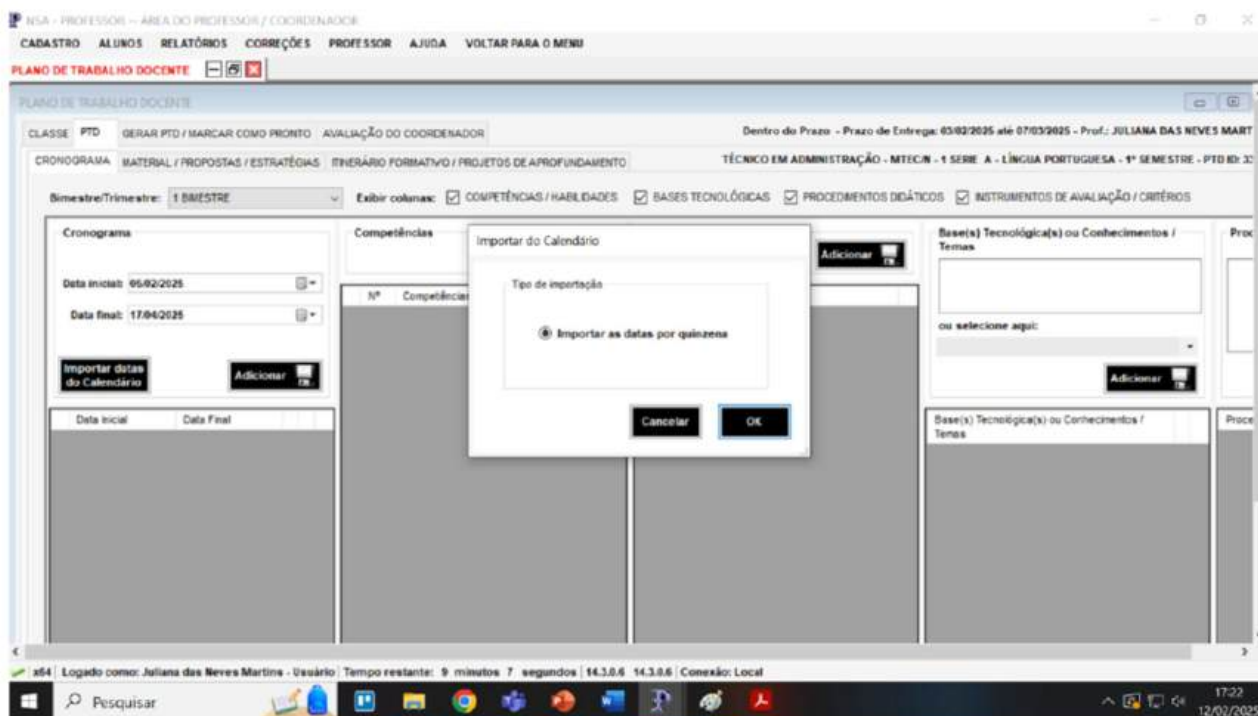 NSA - PROFESSOR -- ÁREA DO PROFESSOR / COORDENADOR
CADASTRO ALUNOS RELATÓRIOS CORREÇÕES PROFESSOR AJUDA VOLTAR PARA O MENU
PLANO DE TRABALHO DOCENTE
PLANO DE TRABALHO DOCENTE
CLASSE PTD GERAR PTD / MARCAR COMO PRONTO AVALIAÇÃO DO COORDENADOR Dentro do Prazo - Prazo de Entrega: 03/02/2025 até 07/03/2025 - Prof.: JULIANA DAS NEVES MART
CRONOGRAMA MATERIAL / PROPOSTAS / ESTRATÉGIAS ITINERÁRIO FORMATIVO / PROJETOS DE APROFUNDAMENTO TÉCNICO EM ADMINISTRAÇÃO - MTEC/N - 1 SERIE A - LÍNGUA PORTUGUESA - 1º SEMESTRE - PTD ID:
Bimestre/Trimestre: 1 BIMESTRE Exibir colunas: COMPETÊNCIAS / HABILIDADES BASES TECNOLÓGICAS PROCEDIMENTOS DIDÁTICOS INSTRUMENTOS DE AVALIAÇÃO / CRITÉRIOS
Cronograma
Data inicial: 05/02/2025
Data final: 17/04/2025
Importar datas
do Calendário
Adicionar
Data inicial Data Final
Competências
Nº Competências
Adicionar
Importar do Calendário
Tipo de importação
Importar as datas por quinzena
Cancelar OK
Base(s) Tecnológica(s) ou Conhecimentos /
Temas
ou selecione aqui:
Adicionar
Base(s) Tecnológica(s) ou Conhecimentos /
Temas
Proc
Proce
x64 Logado como: Juliana das Neves Martins - Usuário Tempo restante: 9 minutos 7 segundos 14.3.0.6 14.3.0.6 Conexão: Local
Pesquisar
17:22
12/02/2025